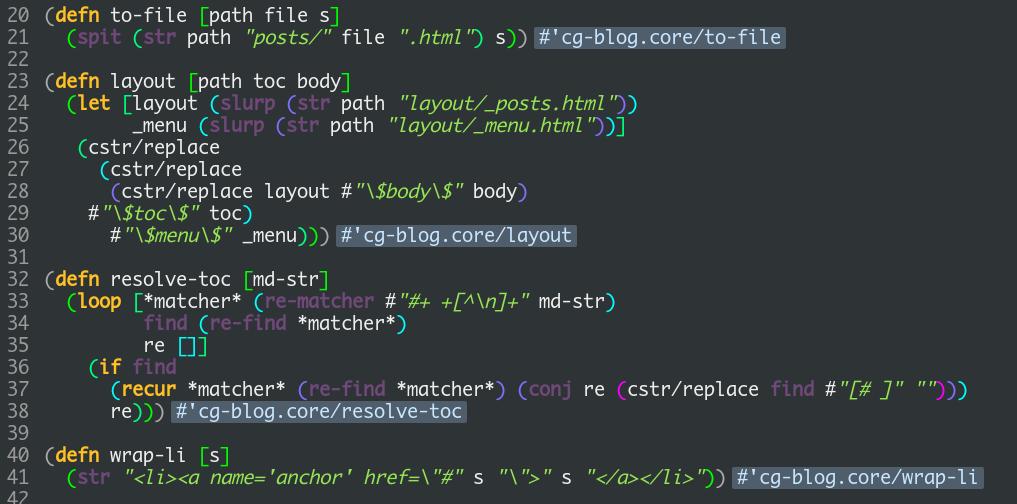 20 (defn to-file [path file s]
21   (spit (str path "posts/" file ".html") s)) #'cg-blog.core/to-file
22
23 (defn layout [path toc body]
24   (let [layout (slurp (str path "layout/_posts.html"))
25         _menu (slurp (str path "layout/_menu.html"))]
26    (cstr/replace
27      (cstr/replace
28       (cstr/replace layout #"\$body\$" body)
29     #"\$toc\$" toc)
30       #"\$menu\$" _menu))) #'cg-blog.core/layout
31
32 (defn resolve-toc [md-str]
33   (loop [*matcher* (re-matcher #"#+ +[^\n]+" md-str)
34          find (re-find *matcher*)
35          re []]
36     (if find
37       (recur *matcher* (re-find *matcher*) (conj re (cstr/replace find #"[# ]" "")))
38       re))) #'cg-blog.core/resolve-toc
39
40 (defn wrap-li [s]
41   (str "<li><a name='anchor' href=\"#" s "\">" s "</a></li>")) #'cg-blog.core/wrap-li
42